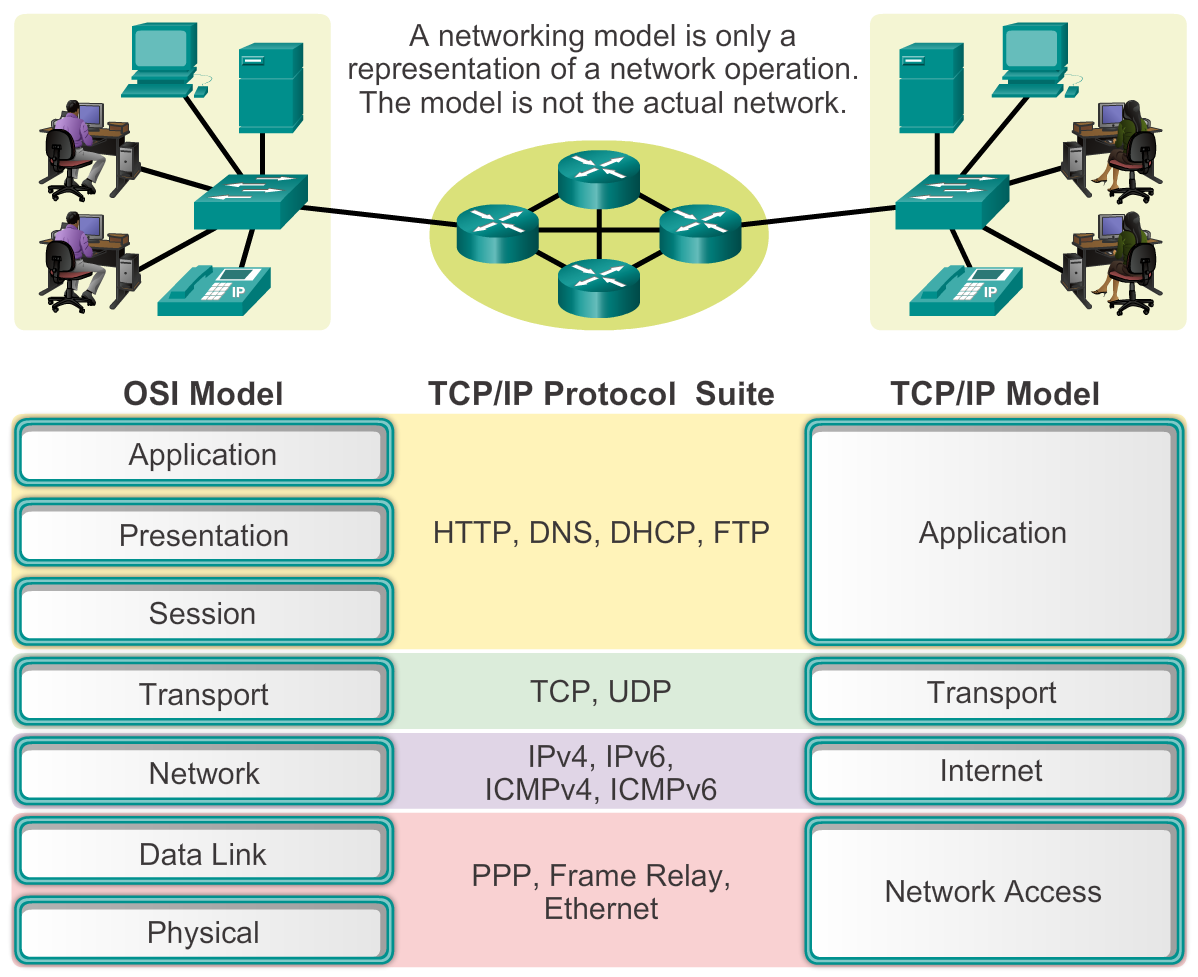 A networking model is only a
representation of a network operation.
The model is not the actual network.
IP
IP
OSI Model
TCP/IP Protocol Suite
TCP/IP Model
Application
Presentation
Session
HTTP, DNS, DHCP, FTP
Application
Transport
TCP, UDP
Transport
Network
IPv4, IPv6,
ICMPv4, ICMPv6
Internet
Data Link
Physical
PPP, Frame Relay,
Ethernet
Network Access